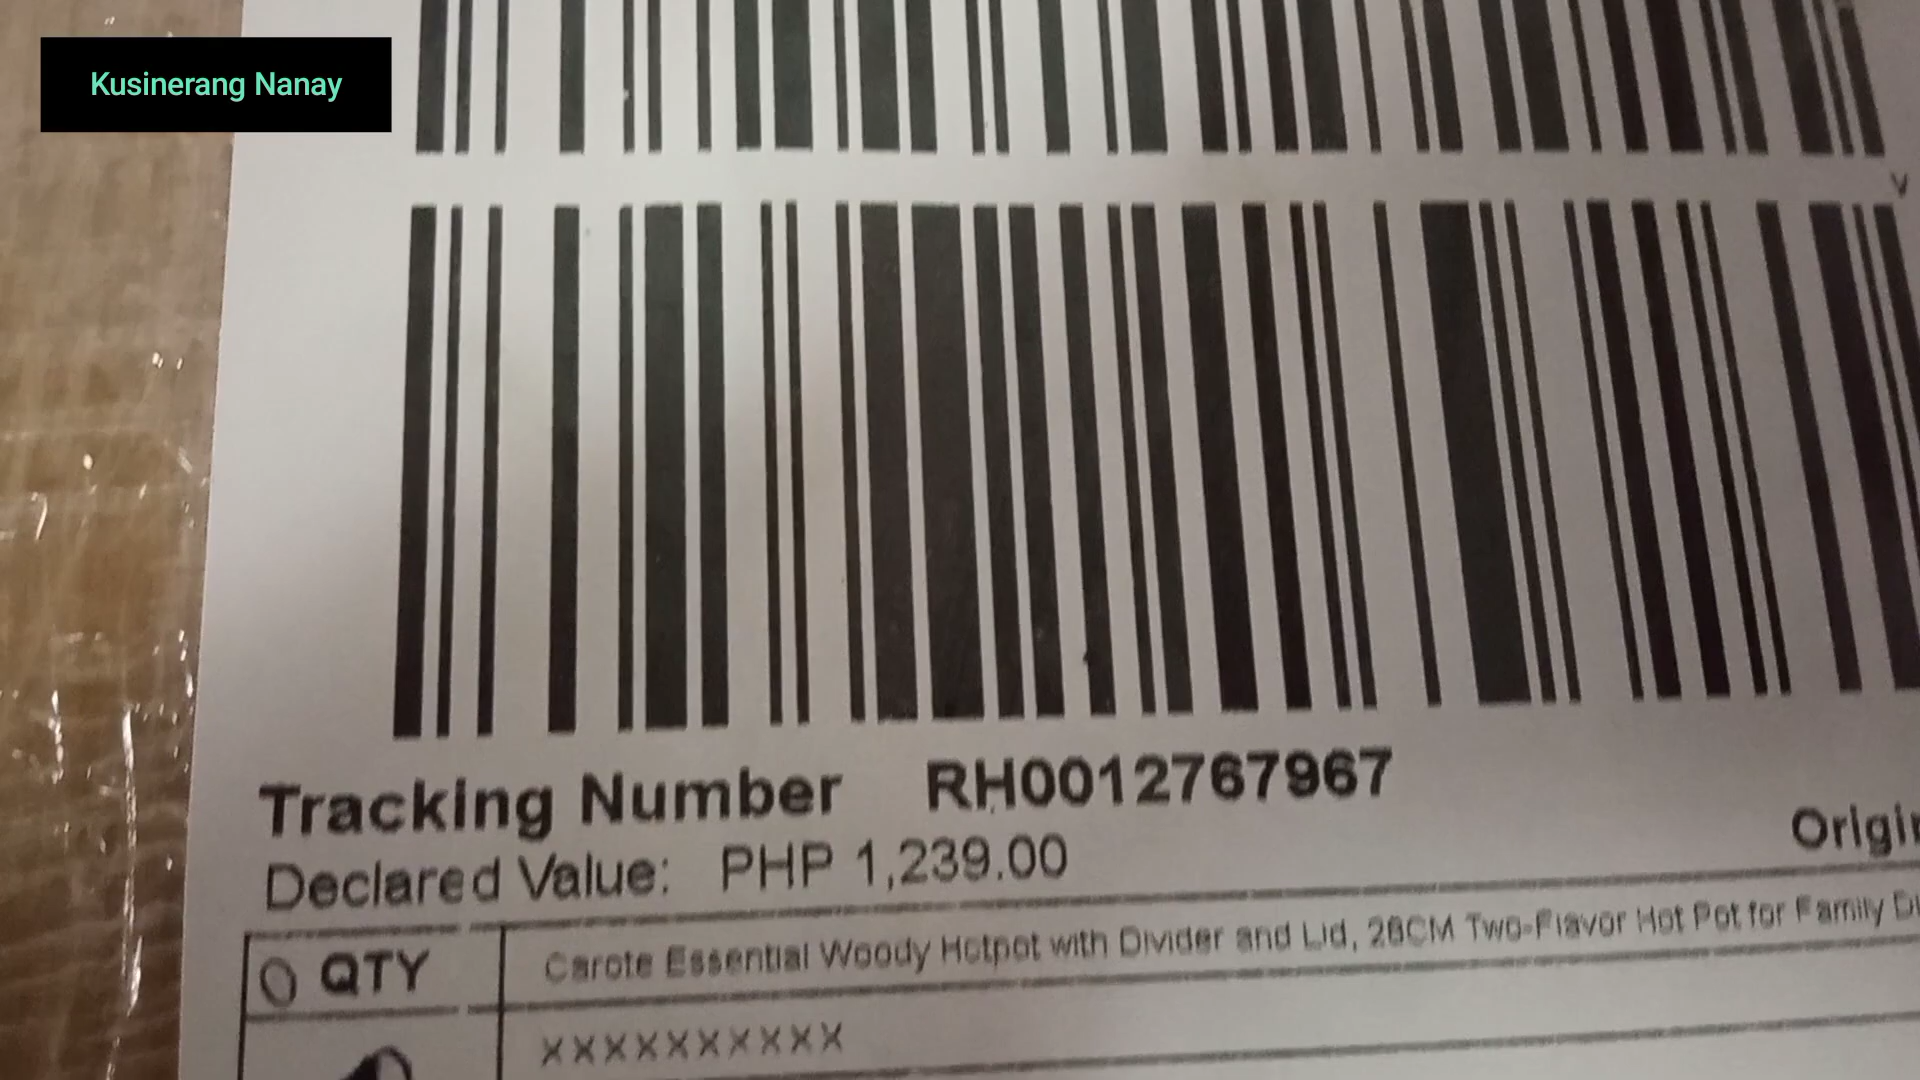 Kusinerang Nanay
Tracking Number RH0012767967
Declared Value: PHP 1,239.00
QTY
Carote Essential Woody Hotpot with Divider and Lid, 28CM Two-Flavor Hot Pot for Family
XXXXXXXXXX